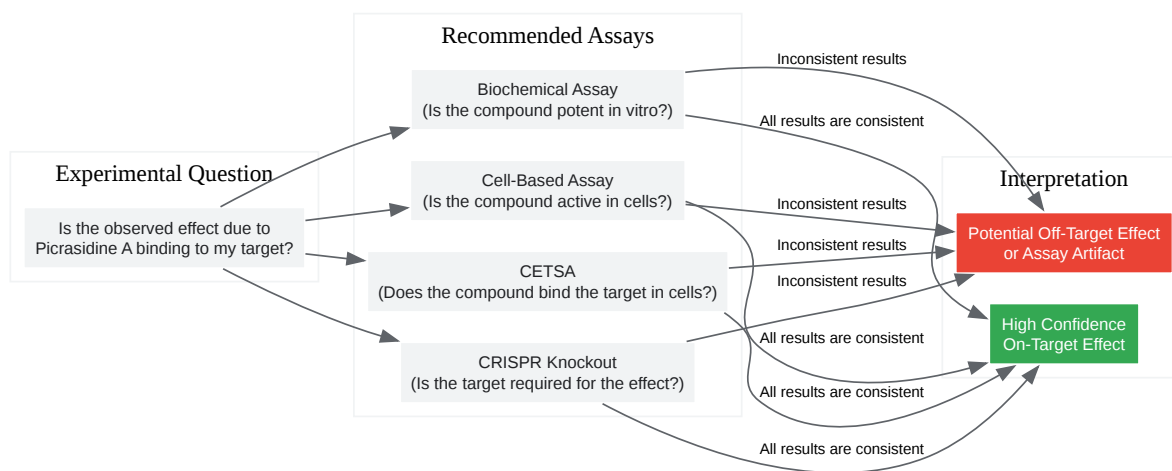 Experimental Question
Is the observed effect due to
Picrasidine A binding to my target?
Recommended Assays
Biochemical Assay
(Is the compound potent in vitro?)
Cell-Based Assay
(Is the compound active in cells?)
CETSA
(Does the compound bind the target in cells?)
CRISPR Knockout
(Is the target required for the effect?)
Inconsistent results
All results are consistent
Inconsistent results
Inconsistent results
Inconsistent results
All results are consistent
All results are consistent
All results are consistent
Interpretation
Potential Off-Target Effect
or Assay Artifact
High Confidence
On-Target Effect